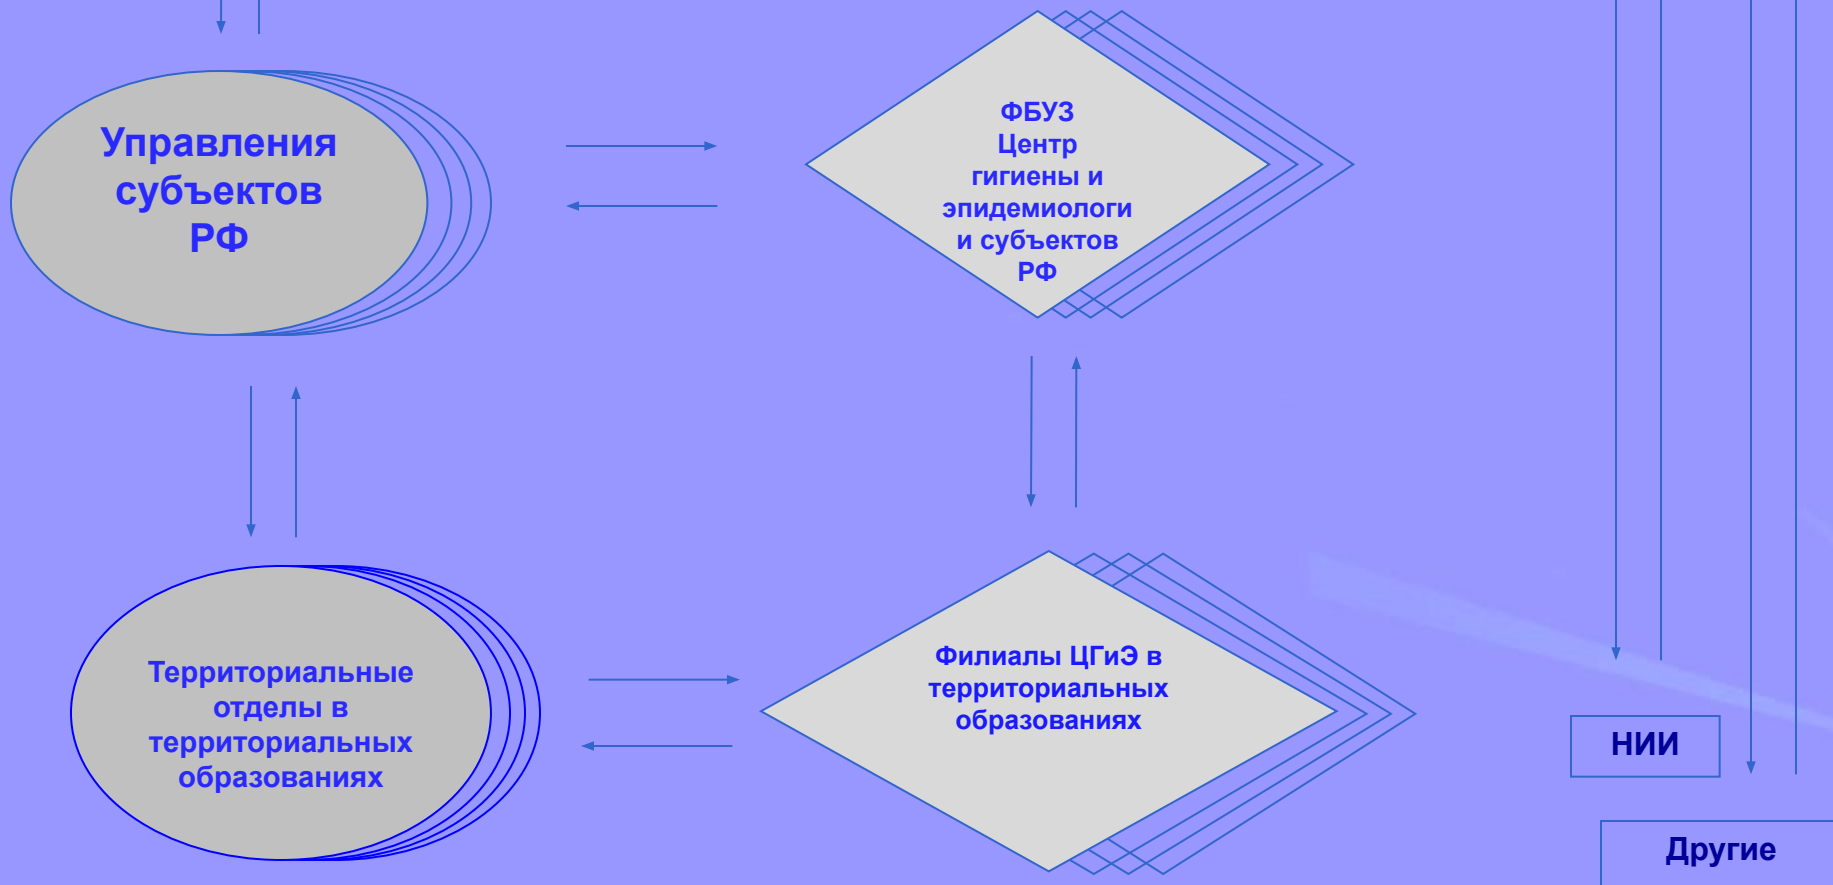 Управления
субъектов
РФ
ФБУЗ
Центр
гигиены и
эпидемиологи
и субъектов
РФ
Территориальные
отделы в
территориальных
образованиях
Филиалы ЦГиЭ в
территориальных
образованиях
НИИ
Другие